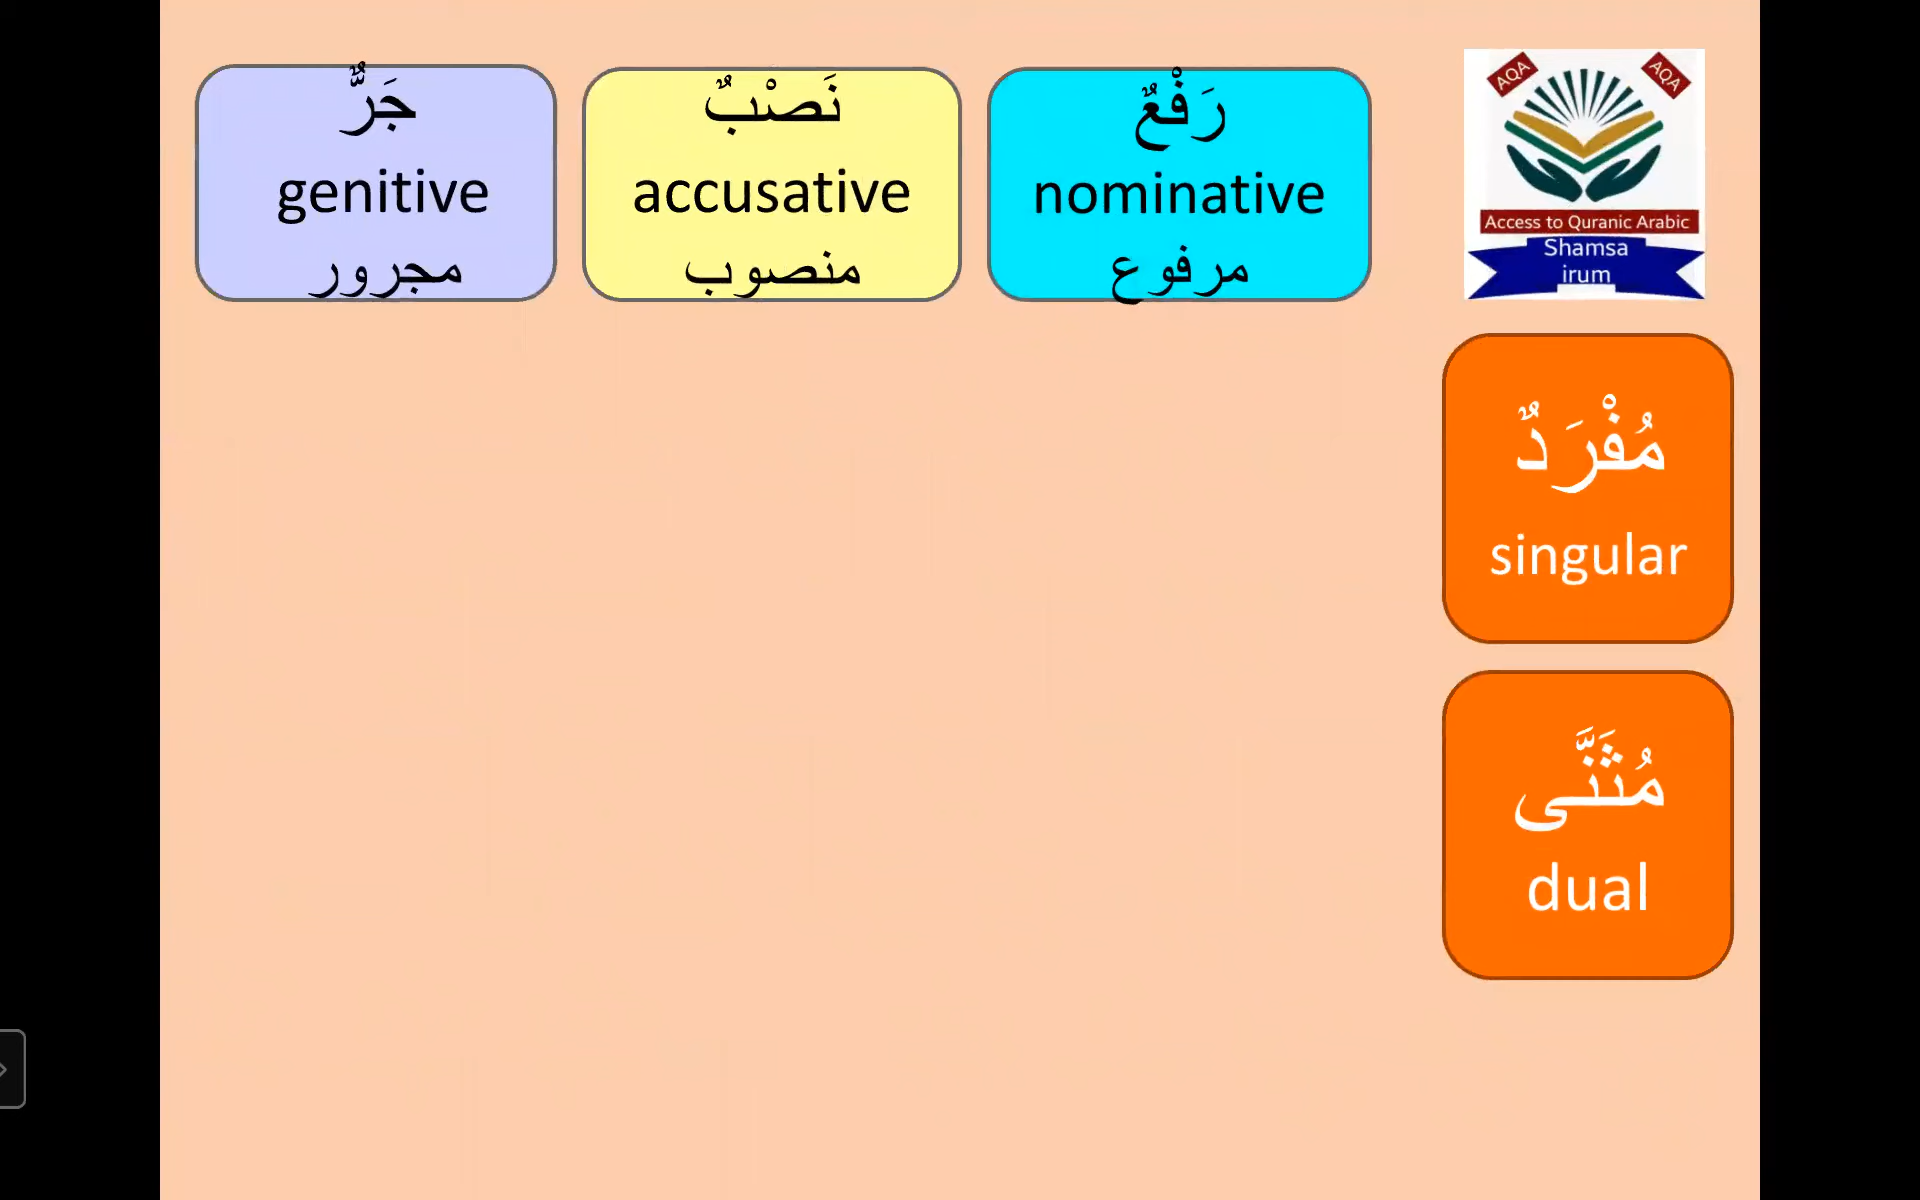 جَرٌّ
genitive
مجرور
نَصْبٌ
accusative
منصوب
رَفْعٌ
nominative
مرفوع
AQA
AQA
Access to Quranic Arabic
Shamsa
irum
مُفْرَدٌ
singular
مُثَنَّى
dual